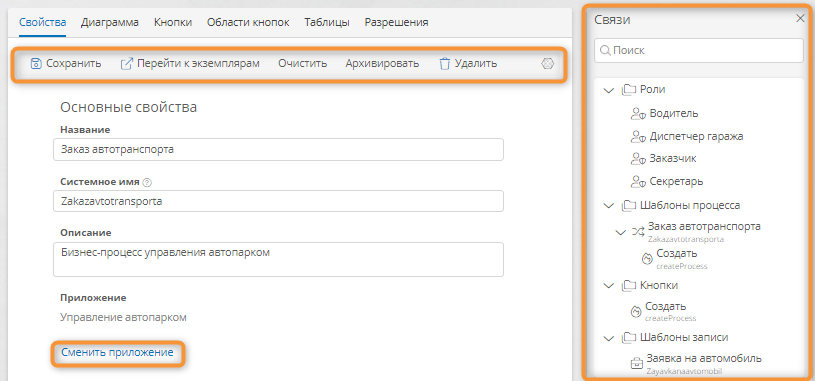 Свойства Диаграмма Кнопки Области кнопок Таблицы Разрешения
Сохранить Перейти к экземплярам Очистить Архивировать Удалить
Основные свойства
Название
Заказ автотранспорта
Системное имя ?
Zakazavtotransporta
Описание
Бизнес-процесс управления автопарком
Приложение
Управление автопарком
Сменить приложение
Связи
Поиск
Роли
Водитель
Диспетчер гаража
Заказчик
Секретарь
Шаблоны процесса
Заказ автотранспорта
Zakazavtotransporta
Создать
createProcess
Кнопки
Создать
createProcess
Шаблоны записи
Заявка на автомобиль
Zayavkanaavtomobil